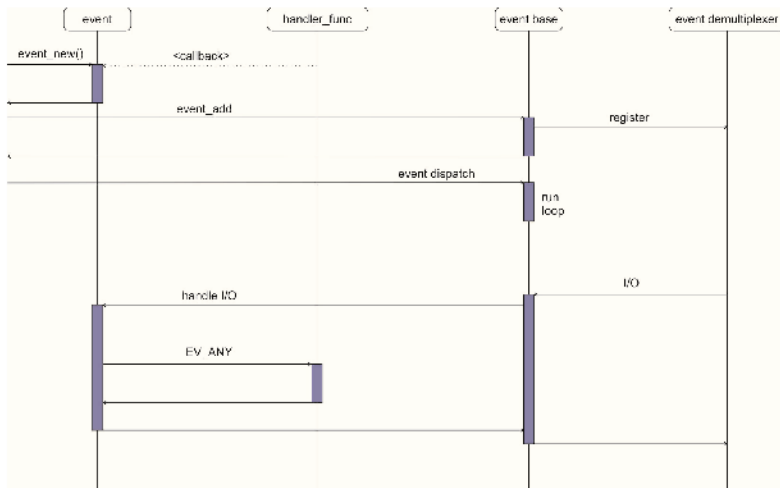 event
handler_func
event base
event demultiplexer
event_new()
<callback>
event_add
register
event dispatch
run
loop
I/O
handle I/O
EV_ANY